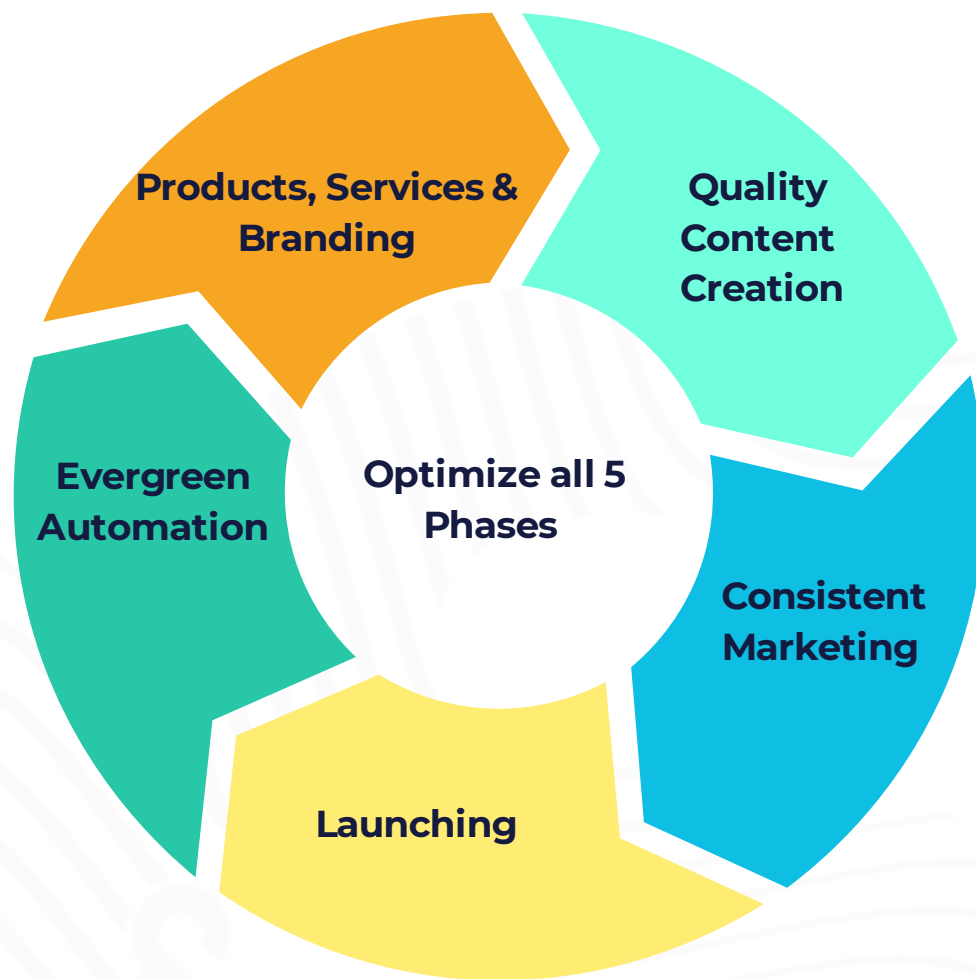 Products, Services &
Branding
Quality
Content
Creation
Evergreen
Automation
Optimize all 5
Phases
Consistent
Marketing
Launching